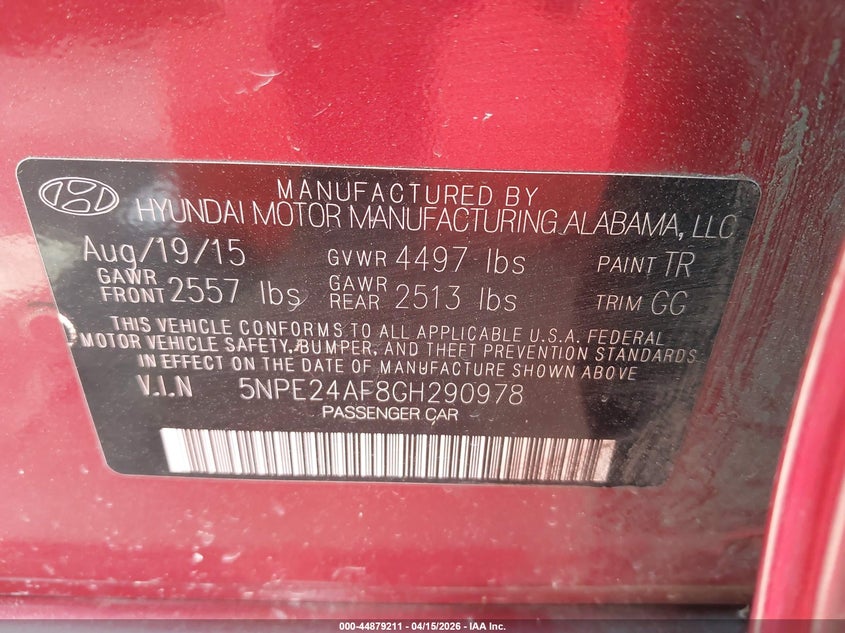 MANUFACTURED BY
HYUNDAI MOTOR MANUFACTURING ALABAMA, LLC
Aug/19/15 GVWR 4497 lbs PAINT TR
GAWR FRONT 2557 lbs GAWR REAR 2513 lbs TRIM GG
THIS VEHICLE CONFORMS TO ALL APPLICABLE U.S.A. FEDERAL
MOTOR VEHICLE SAFETY, BUMPER, AND THEFT PREVENTION STANDARDS
IN EFFECT ON THE DATE OF MANUFACTURE SHOWN ABOVE
V.I.N 5NPE24AF8GH290978
PASSENGER CAR
000-44879211 - 04/15/2026 - IAA Inc.